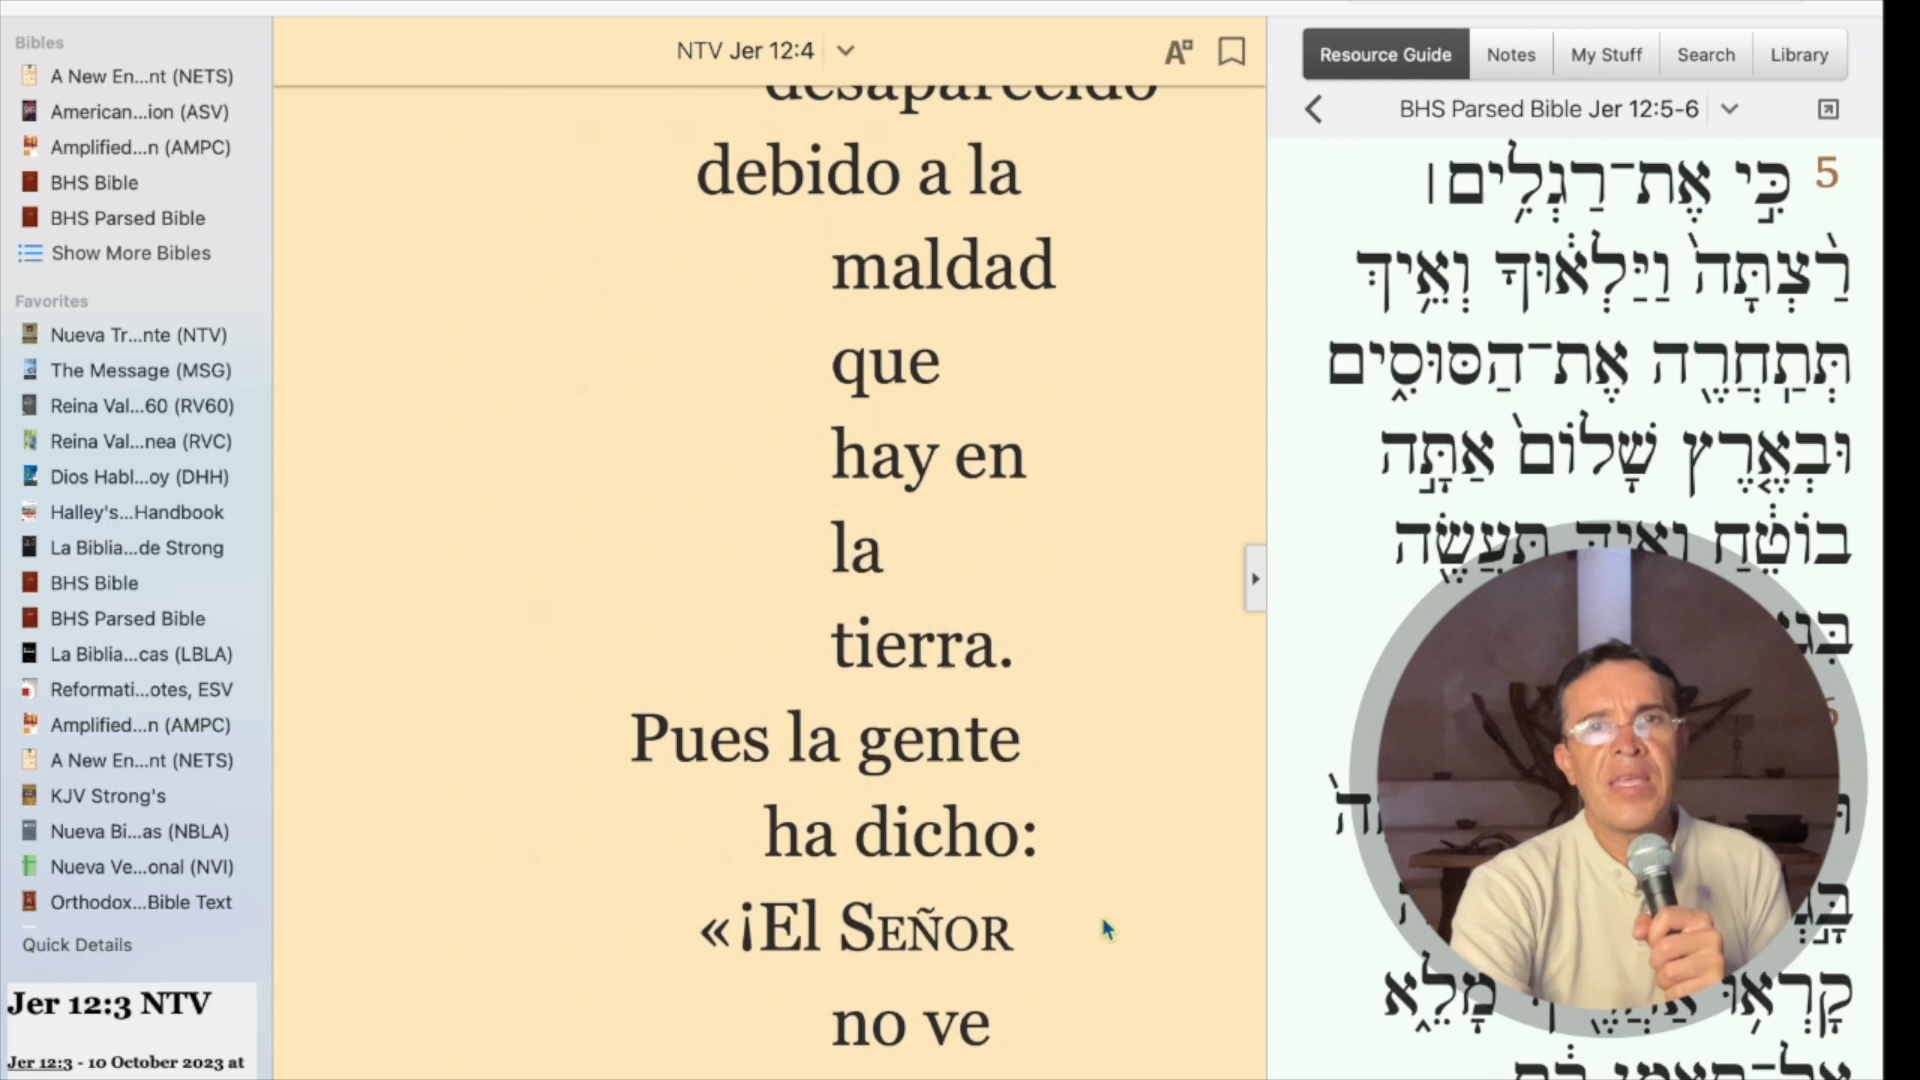 Bibles
A New En...nt (NETS)
American...ion (ASV)
Amplified...n (AMPC)
BHS Bible
BHS Parsed Bible
Show More Bibles
Favorites
Nueva Tr...nte (NTV)
The Message (MSG)
Reina Val...60 (RV60)
Reina Val...nea (RVC)
Dios Habl...oy (DHH)
Halley's...Handbook
La Biblia...de Strong
BHS Bible
BHS Parsed Bible
La Biblia...cas (LBLA)
Reformati...otes, ESV
Amplified...n (AMPC)
A New En...nt (NETS)
KJV Strong's
Nueva Bi...as (NBLA)
Nueva Ve...onal (NVI)
Orthodox...Bible Text
Quick Details
Jer 12:3 NTV
Jer 12:3 - 10 October 2023 at
NTV Jer 12:4
desaparecido
debido a la
maldad
que
hay en
la
tierra.
Pues la gente
ha dicho:
«¡El SEÑOR
no ve
Resource Guide
Notes
My Stuff
Search
Library
BHS Parsed Bible Jer 12:5-6
5 כִּ֣י אֶת־רַגְלִ֥ים ׀
רַ֙צְתָּה֙ וַיַּלְא֔וּךָ וְאֵ֥יךְ
תְּתַֽחֲרֶ֖ה אֶת־הַסּוּסִ֑ים
וּבְאֶ֤רֶץ שָׁלוֹם֙ אַתָּ֣ה
בוֹטֵ֔חַ וְאֵ֥יךְ תַּעֲשֶׂ֖ה
קָרְא֥וּ מָלֵ֑א